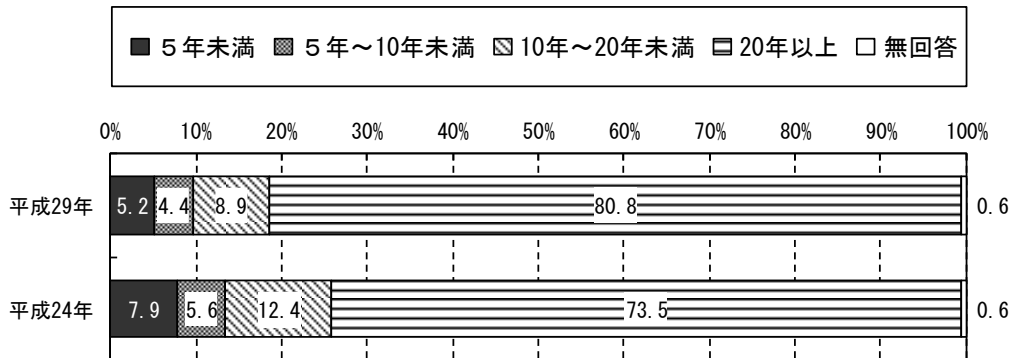 ５年未満 ５年～10年未満 10年～20年未満 20年以上 無回答
0% 10% 20% 30% 40% 50% 60% 70% 80% 90% 100%
平成29年 5.2 4.4 8.9 80.8 0.6
平成24年 7.9 5.6 12.4 73.5 0.6